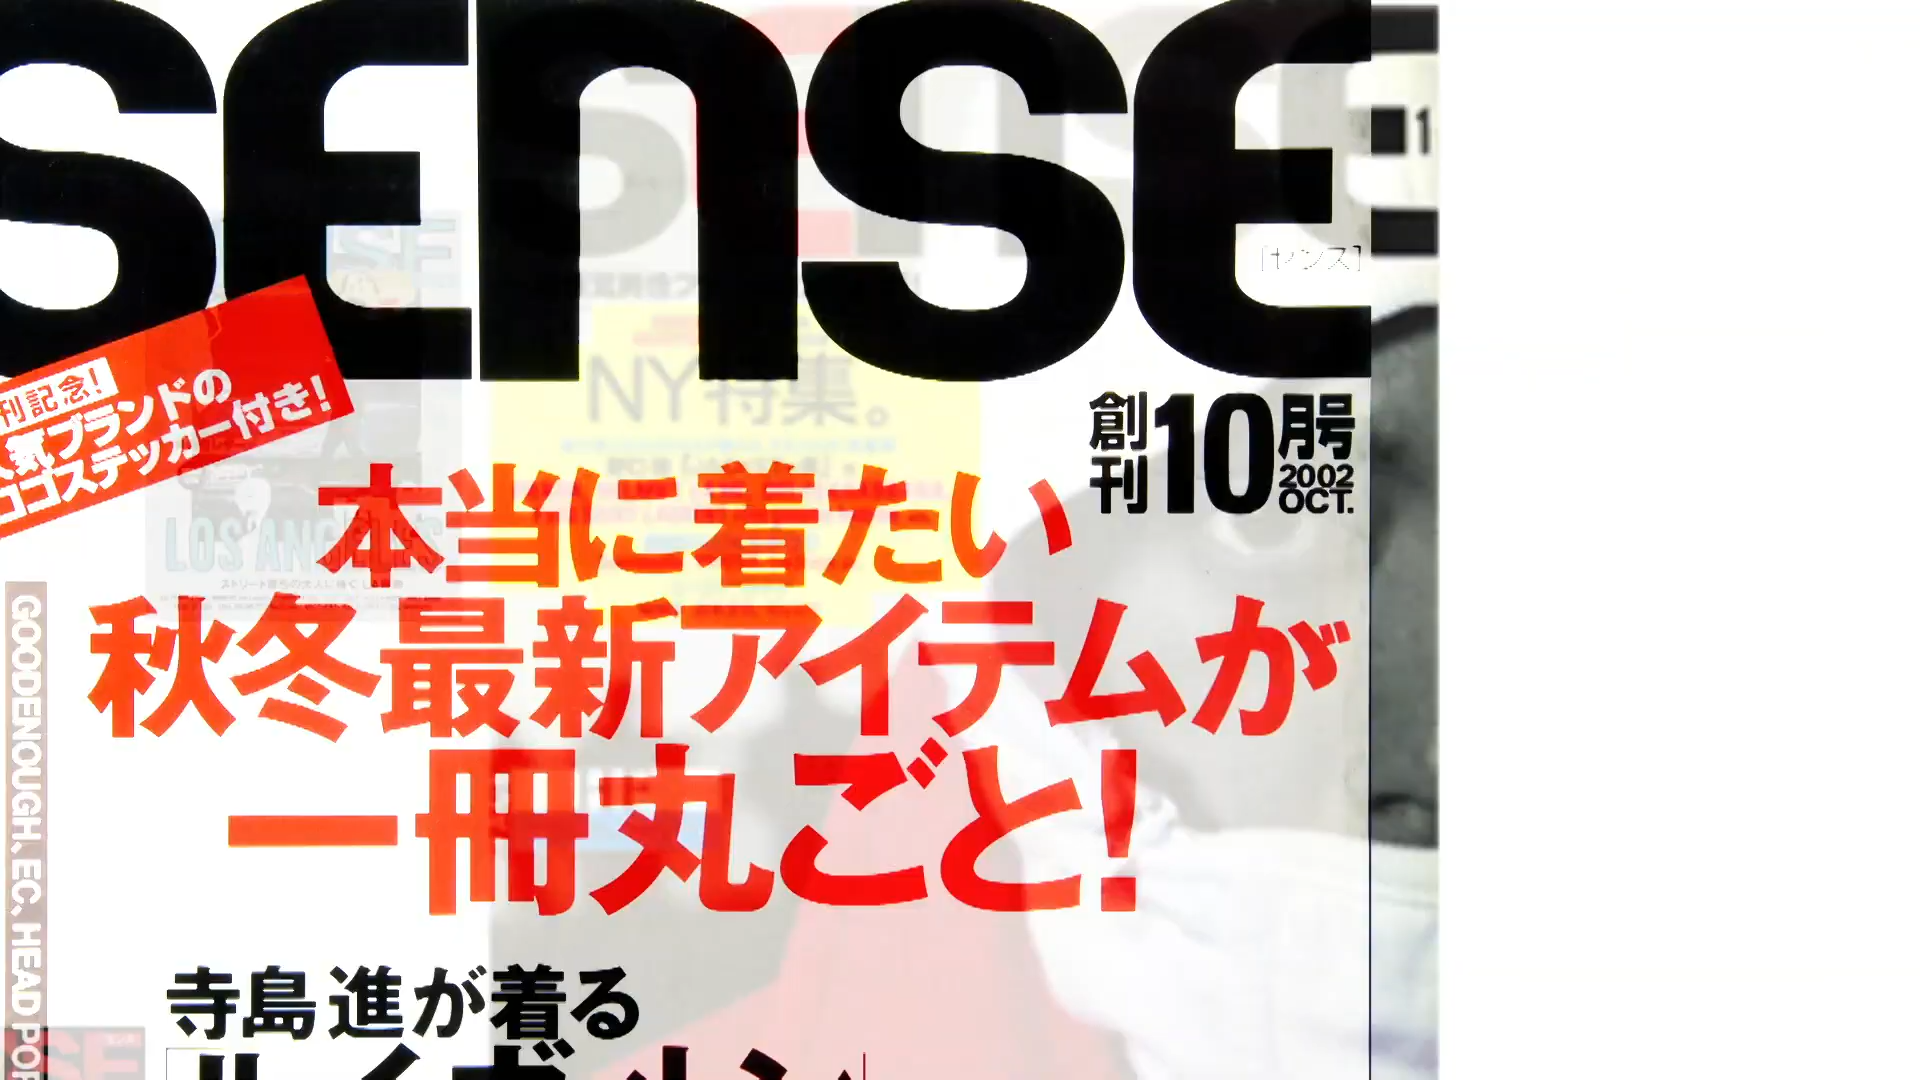 SENSE
[センス]
創刊10月号
2002
OCT.
刊記念!
気ブランドの
ゴステッカー付き!
本当に着たい
秋冬最新アイテムが
一冊丸ごと!
NY特集。
LOS ANGELES
GOODENOUGH、EC、HEAD POR
寺島進が着る